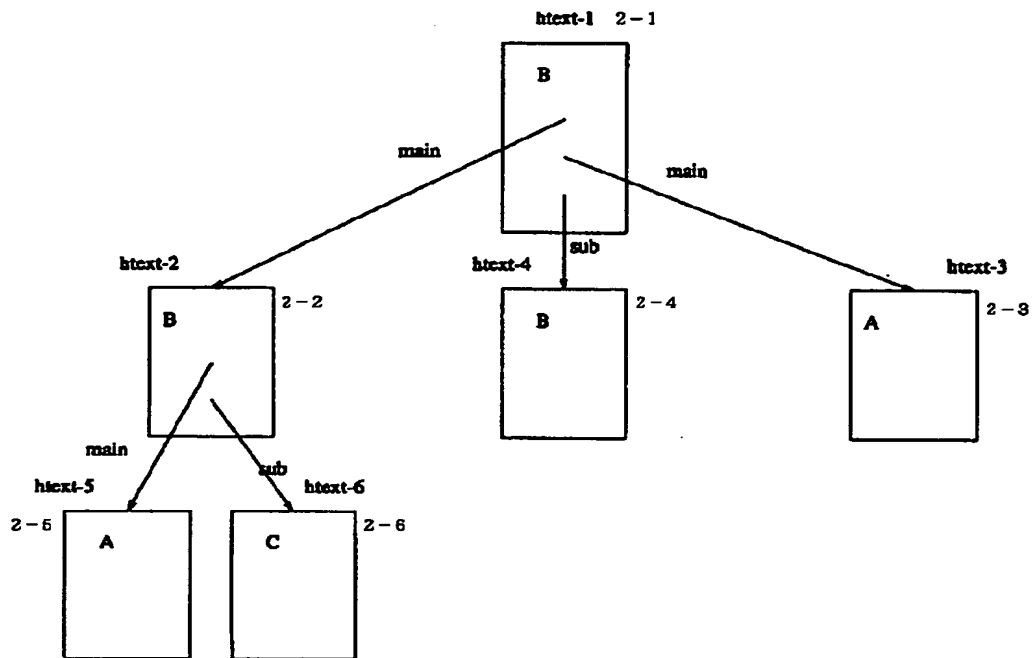 htext-1 2-1
B
main
main
sub
htext-2
htext-4
htext-3
2-2
2-4
2-3
B
B
A
main
sub
htext-5
htext-6
2-5
2-6
A
C